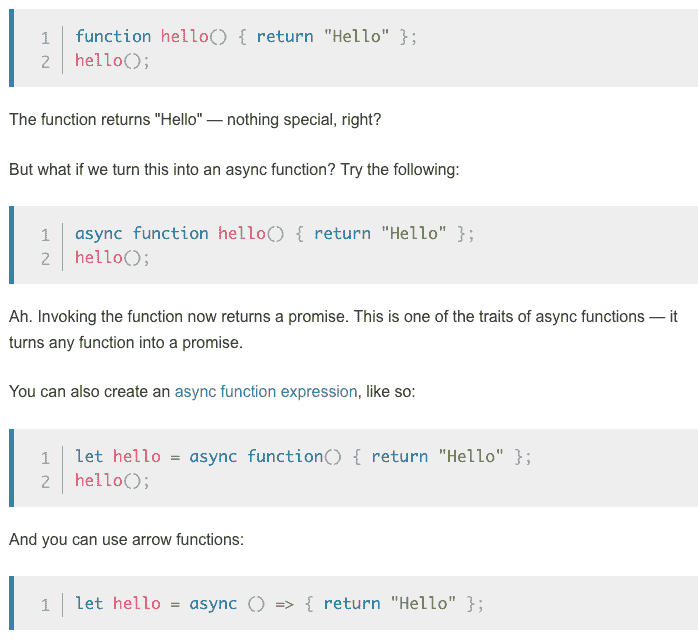 1 function hello() { return "Hello" };
2 hello();
The function returns "Hello" — nothing special, right?
But what if we turn this into an async function? Try the following:
1 async function hello() { return "Hello" };
2 hello();
Ah. Invoking the function now returns a promise. This is one of the traits of async functions — it
turns any function into a promise.
You can also create an async function expression, like so:
1 let hello = async function() { return "Hello" };
2 hello();
And you can use arrow functions:
1 let hello = async () => { return "Hello" };